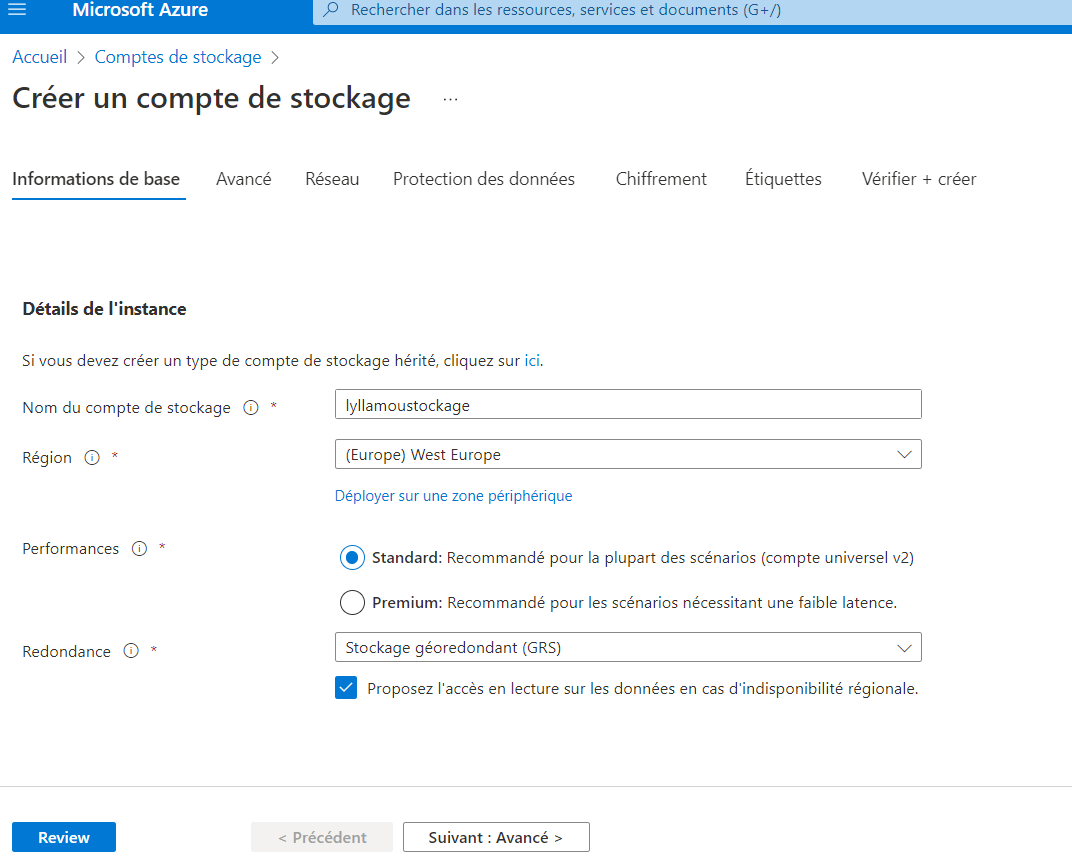 Microsoft Azure
Rechercher dans les ressources, services et documents (G+/)
Accueil > Comptes de stockage >
Créer un compte de stockage ...
Informations de base Avancé Réseau Protection des données Chiffrement Étiquettes Vérifier + créer
Détails de l'instance
Si vous devez créer un type de compte de stockage hérité, cliquez sur ici.
Nom du compte de stockage * lyllamoustockage
Région * (Europe) West Europe
Déployer sur une zone périphérique
Performances *
Standard: Recommandé pour la plupart des scénarios (compte universel v2)
Premium: Recommandé pour les scénarios nécessitant une faible latence.
Redondance * Stockage géoredondant (GRS)
Proposez l'accès en lecture sur les données en cas d'indisponibilité régionale.
Review < Précédent Suivant : Avancé >